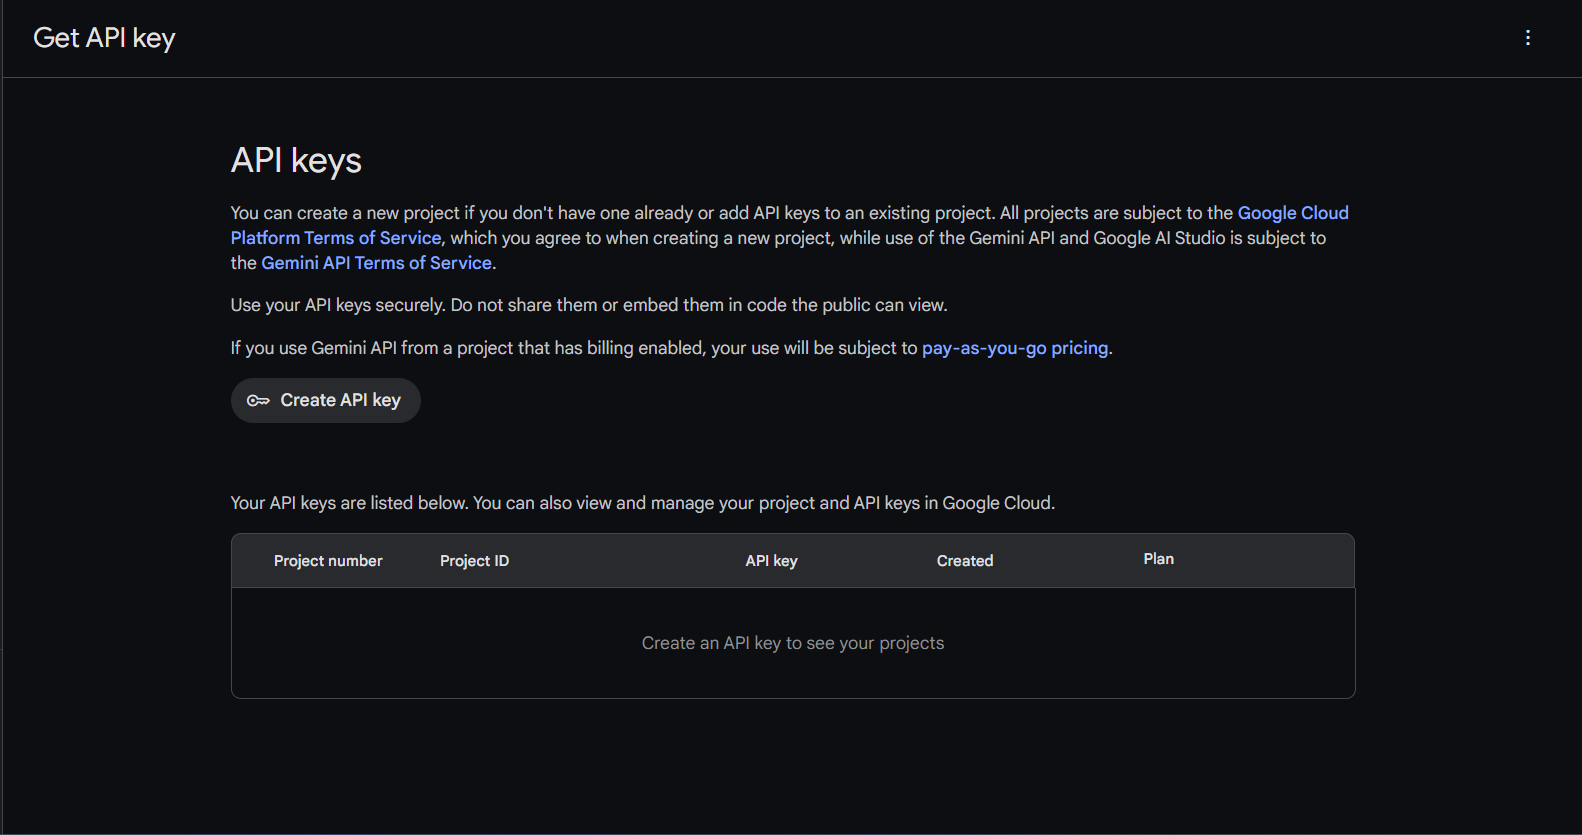 Get API key
API keys
You can create a new project if you don't have one already or add API keys to an existing project. All projects are subject to the Google Cloud
Platform Terms of Service, which you agree to when creating a new project, while use of the Gemini API and Google AI Studio is subject to
the Gemini API Terms of Service.
Use your API keys securely. Do not share them or embed them in code the public can view.
If you use Gemini API from a project that has billing enabled, your use will be subject to pay-as-you-go pricing.
Create API key
Your API keys are listed below. You can also view and manage your project and API keys in Google Cloud.
Project number Project ID API key Created Plan
Create an API key to see your projects